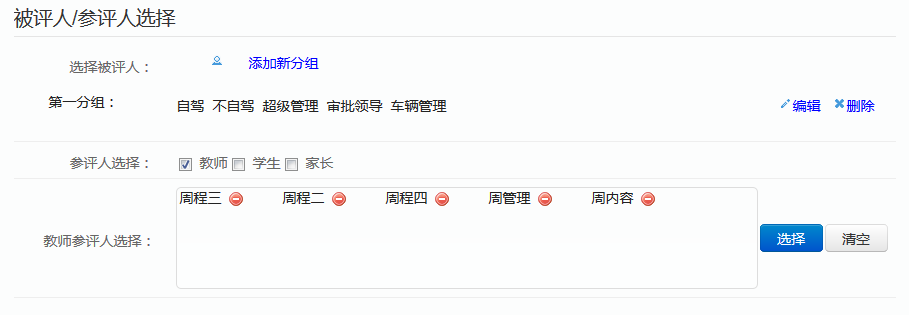 被评人/参评人选择
选择被评人： 添加新分组
第一分组： 自驾 不自驾 超级管理 审批领导 车辆管理 编辑 删除
参评人选择： 教师 学生 家长
周程三 周程二 周程四 周管理 周内容
教师参评人选择： 选择 清空